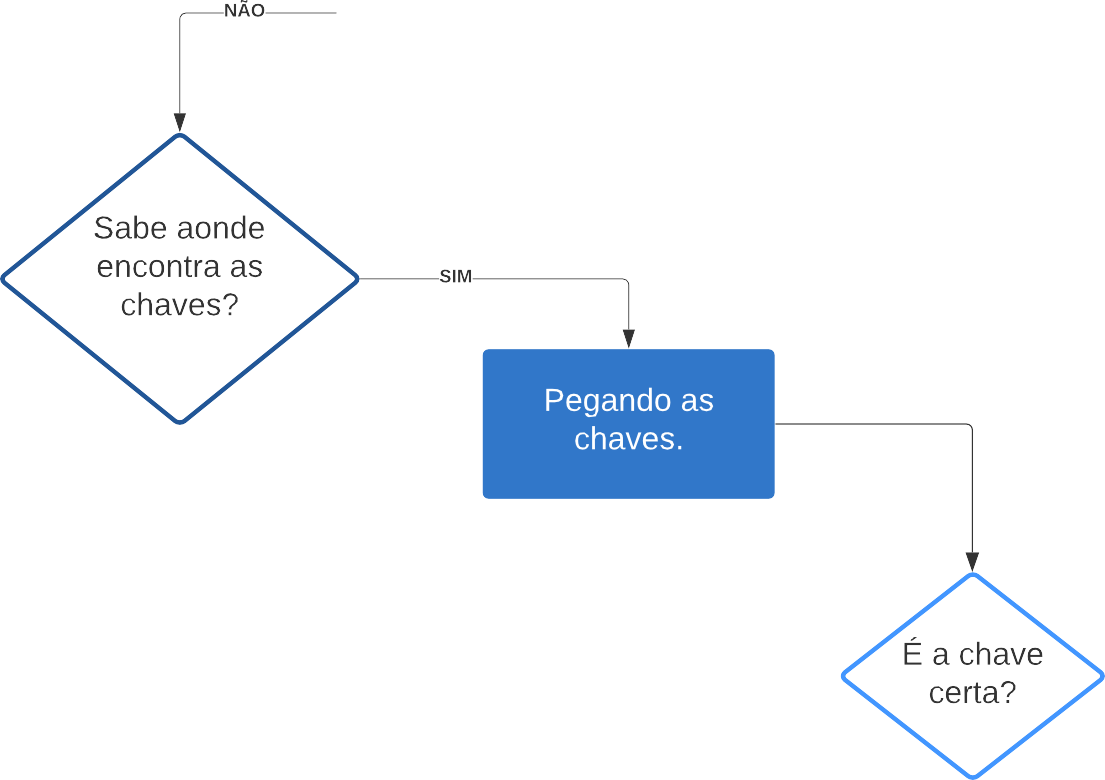 NÃO
Sabe aonde
encontra as
chaves?
SIM
Pegando as
chaves.
É a chave
certa?